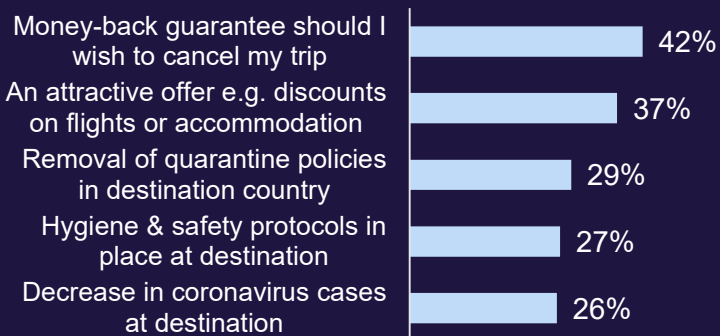 Money-back guarantee should I
wish to cancel my trip
42%
An attractive offer e.g. discounts
on flights or accommodation
37%
Removal of quarantine policies
in destination country
29%
Hygiene & safety protocols in
place at destination
27%
Decrease in coronavirus cases
at destination
26%